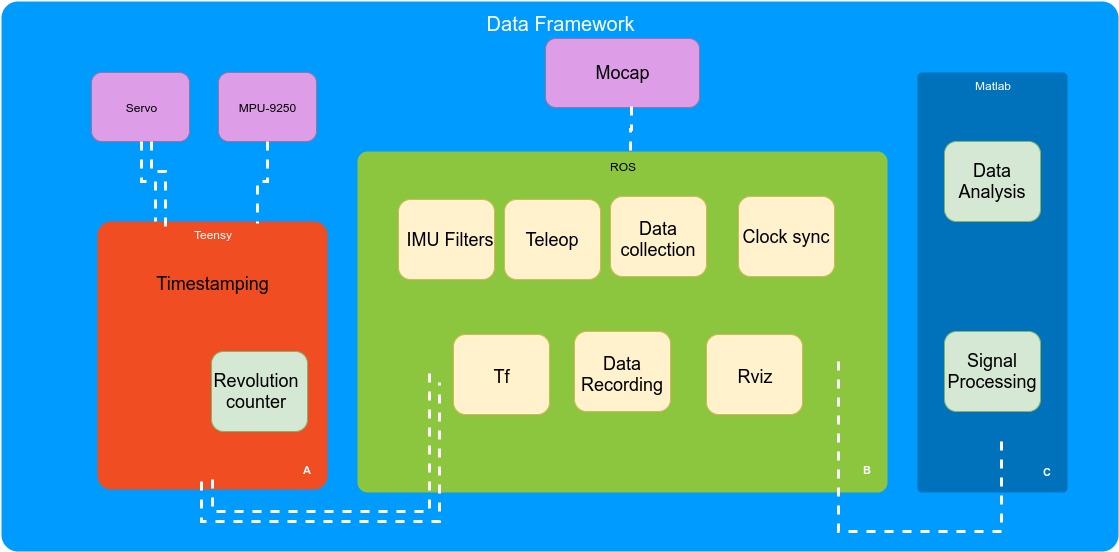 Data Framework
Mocap
Servo
MPU-9250
Matlab
ROS
Data
Analysis
Teensy
IMU Filters
Teleop
Data
collection
Clock sync
Timestamping
Revolution
counter
Tf
Data
Recording
Rviz
Signal
Processing
A
B
C